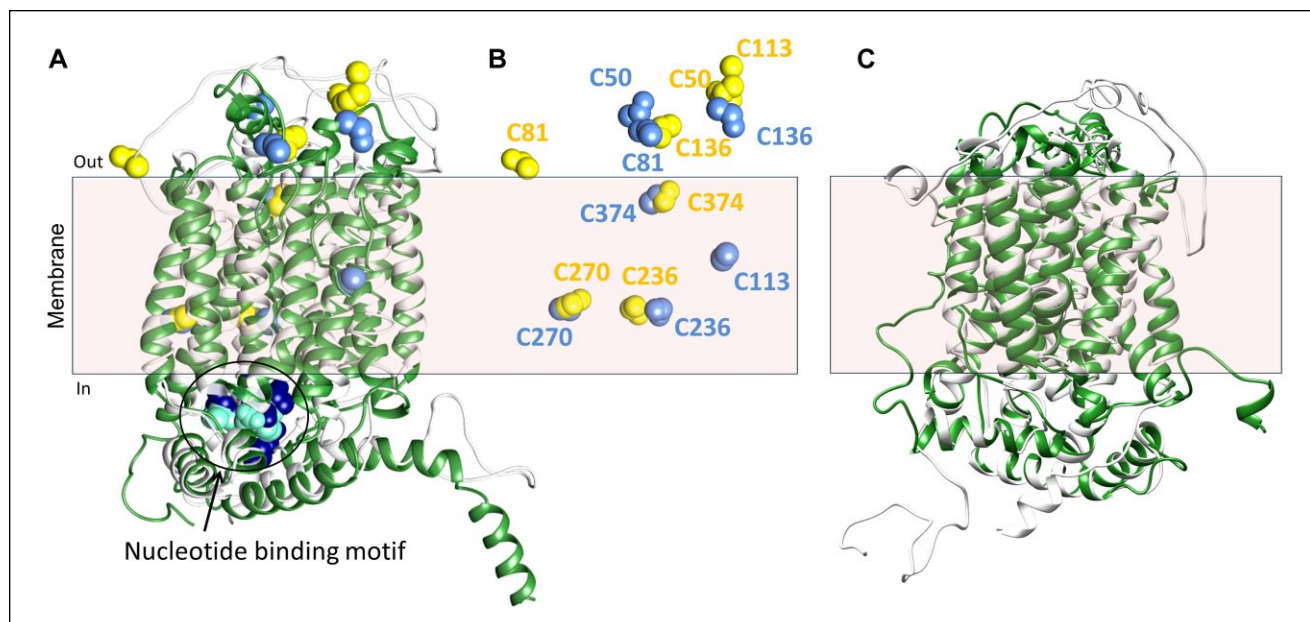 A
B
C
C113
C50
C50
C81
C136
C136
C81
Out
C374
C374
C113
Membrane
C270
C236
C270
C236
In
Nucleotide binding motif